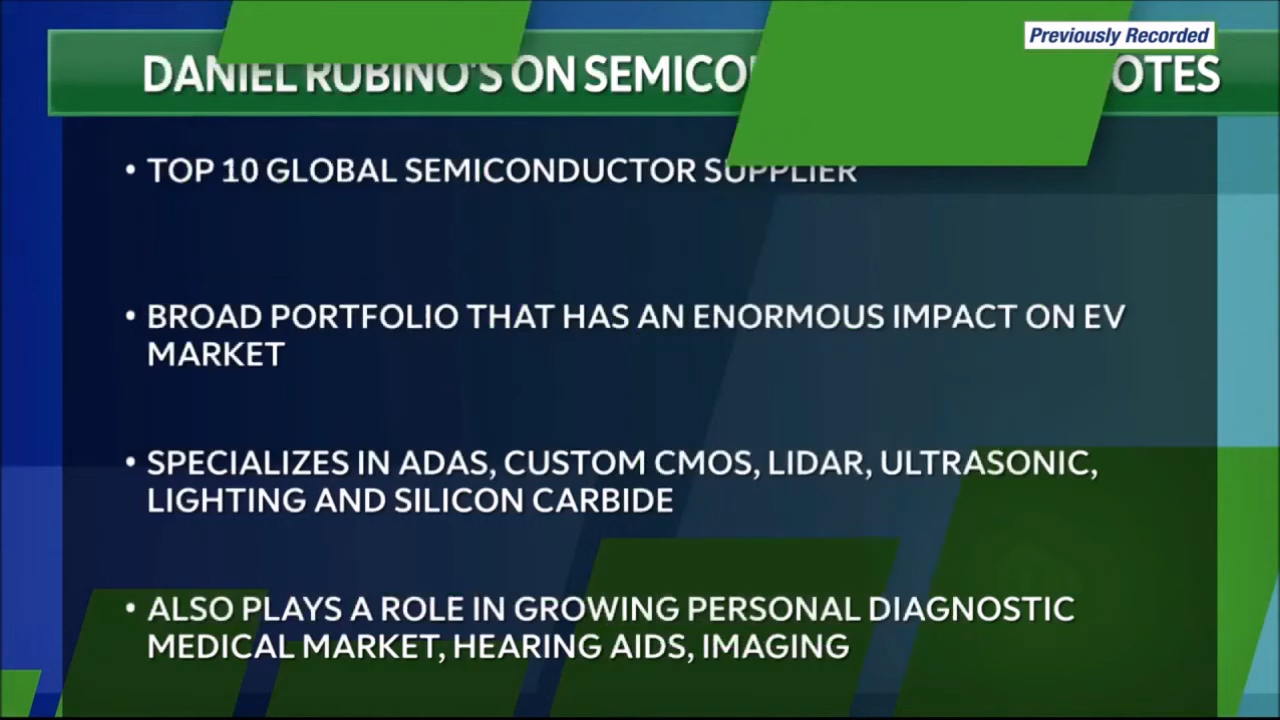 Previously Recorded
DANIEL RUBINO'S ON
• TOP 10 GLOBAL SEMICONDUCTOR SUPPLIER
• BROAD PORTFOLIO THAT HAS AN ENORMOUS IMPACT ON EV
MARKET
• SPECIALIZES IN ADAS, CUSTOM CMOS, LIDAR, ULTRASONIC,
LIGHTING AND SILICON CARBIDE
• ALSO PLAYS A ROLE IN GROWING PERSONAL DIAGNOSTIC
MEDICAL MARKET, HEARING AIDS, IMAGING